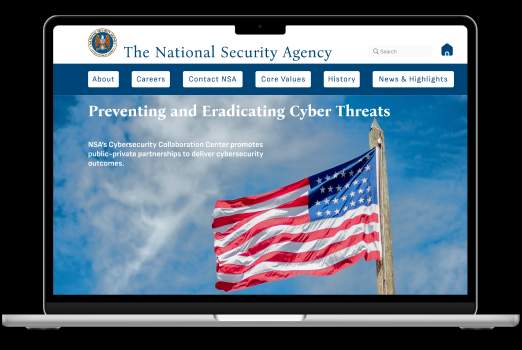 The National Security Agency
Search
About
Careers
Contact NSA
Core Values
History
News & Highlights
Preventing and Eradicating Cyber Threats
NSA's Cybersecurity Collaboration Center promotes
public-private partnerships to deliver cybersecurity
outcomes.